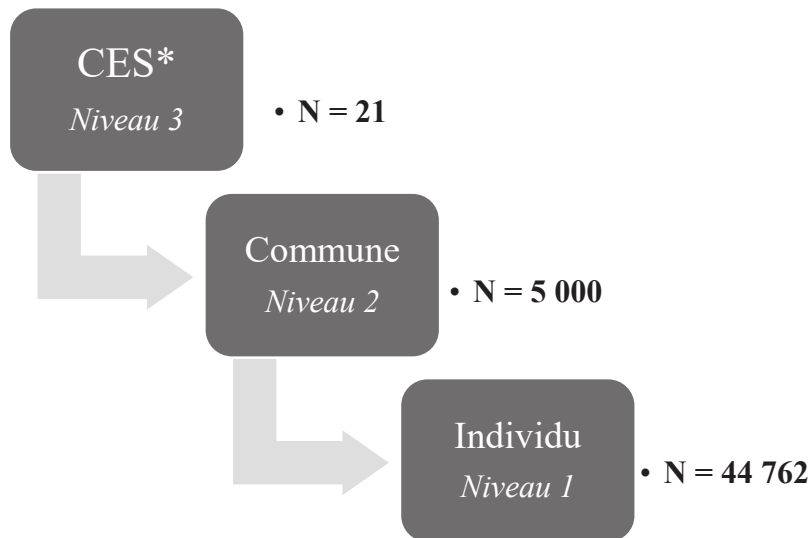 CES*
Niveau 3
• N = 21
Commune
Niveau 2
• N = 5 000
Individu
Niveau 1
• N = 44 762